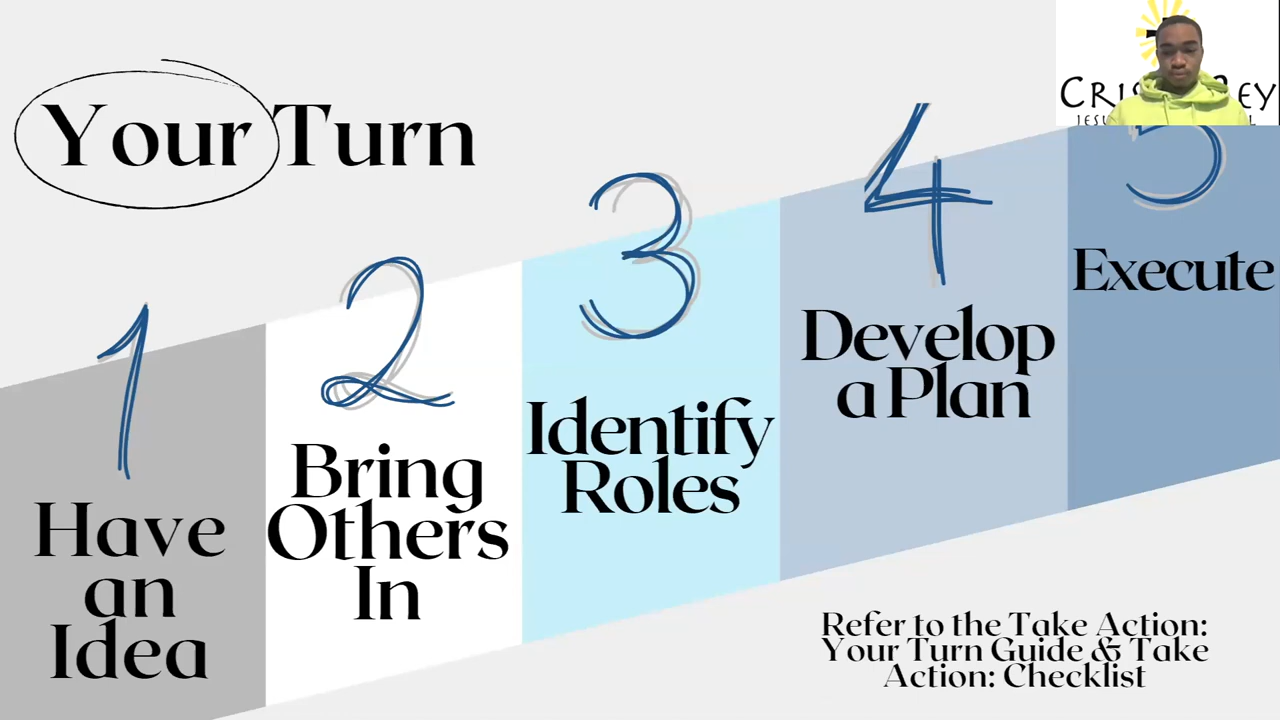 Your Turn
1
Have
an
Idea
2
Bring
Others
In
3
Identify
Roles
4
Develop
a Plan
5
Execute
Refer to the Take Action:
Your Turn Guide & Take
Action: Checklist